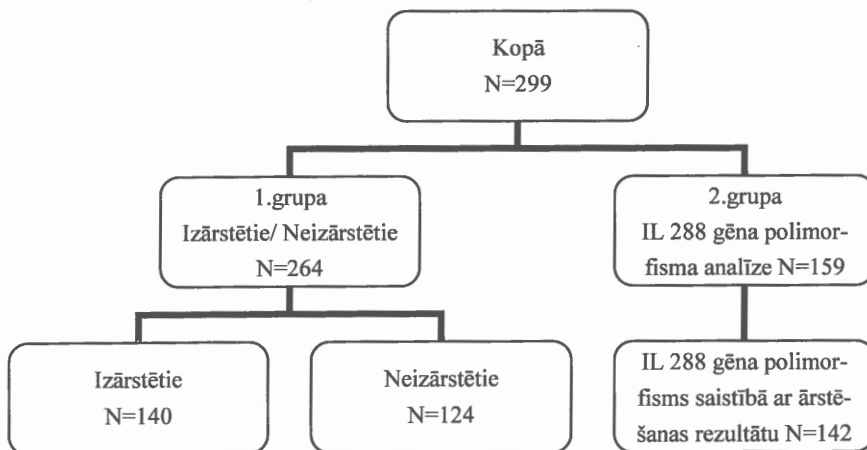 Kopā
N=299
1.grupa
Izārstētie/ Neizārstētie
N=264
2.grupa
IL 288 gēna polimor-
fisma analīze N=159
Izārstētie
N=140
Neizārstētie
N=124
IL 288 gēna polimor-
fisms saistībā ar ārstē-
šanas rezultātu N=142